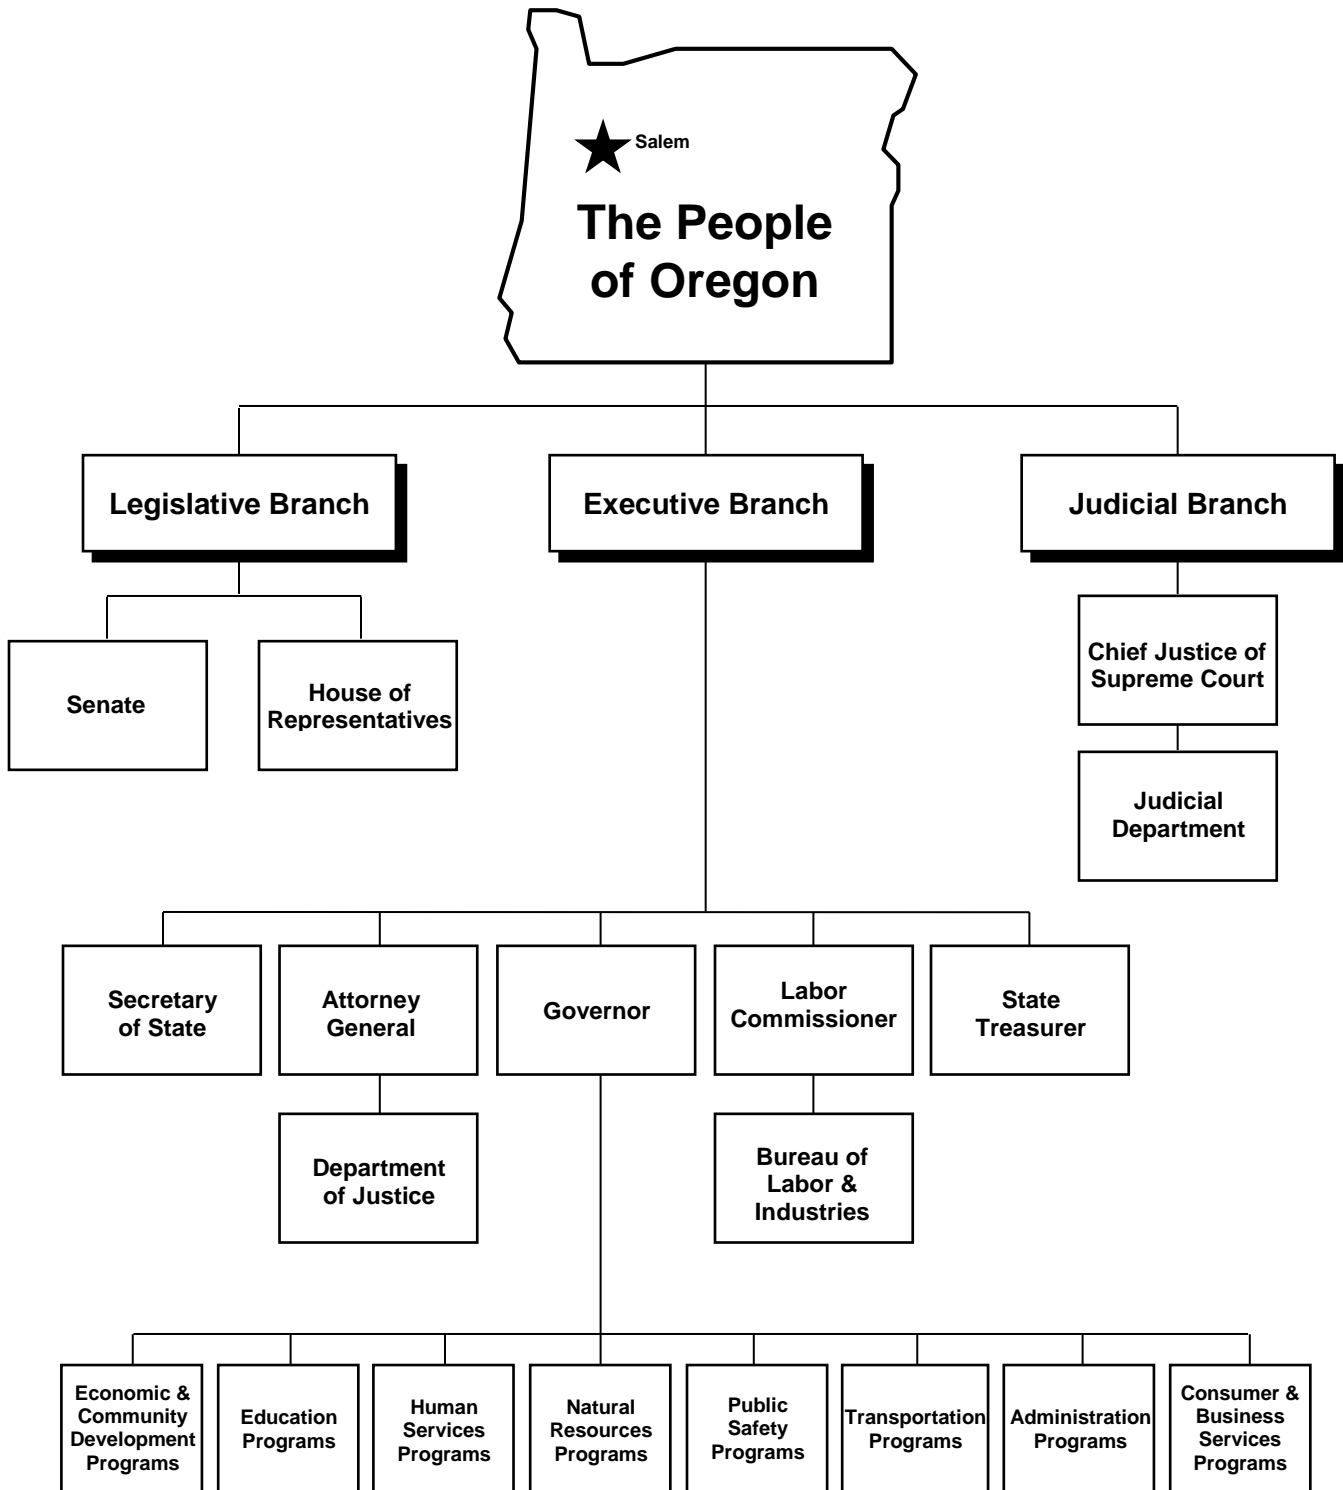 Salem
The People
of Oregon
Legislative Branch
Executive Branch
Judicial Branch
Senate
House of
Representatives
Chief Justice of
Supreme Court
Judicial
Department
Secretary
of State
Attorney
General
Governor
Labor
Commissioner
State
Treasurer
Department
of Justice
Bureau of
Labor &
Industries
Economic &
Community
Development
Programs
Education
Programs
Human
Services
Programs
Natural
Resources
Programs
Public
Safety
Programs
Transportation
Programs
Administration
Programs
Consumer &
Business
Services
Programs